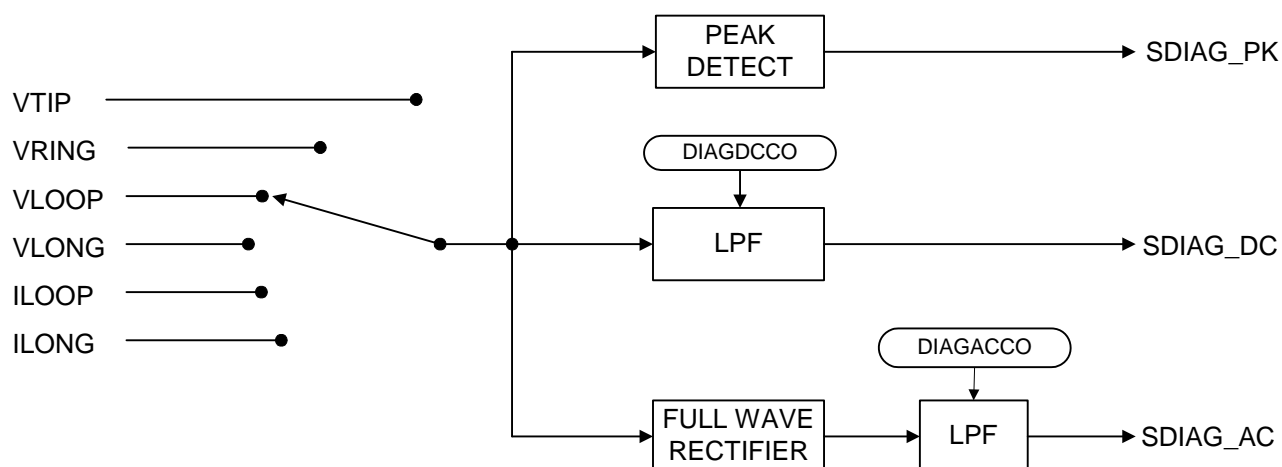 VTIP
VRING
VLOOP
VLONG
ILOOP
ILONG
PEAK
DETECT
SDIAG_PK
DIAGDCCO
LPF
SDIAG_DC
DIAGACCO
FULL WAVE
RECTIFIER
LPF
SDIAG_AC